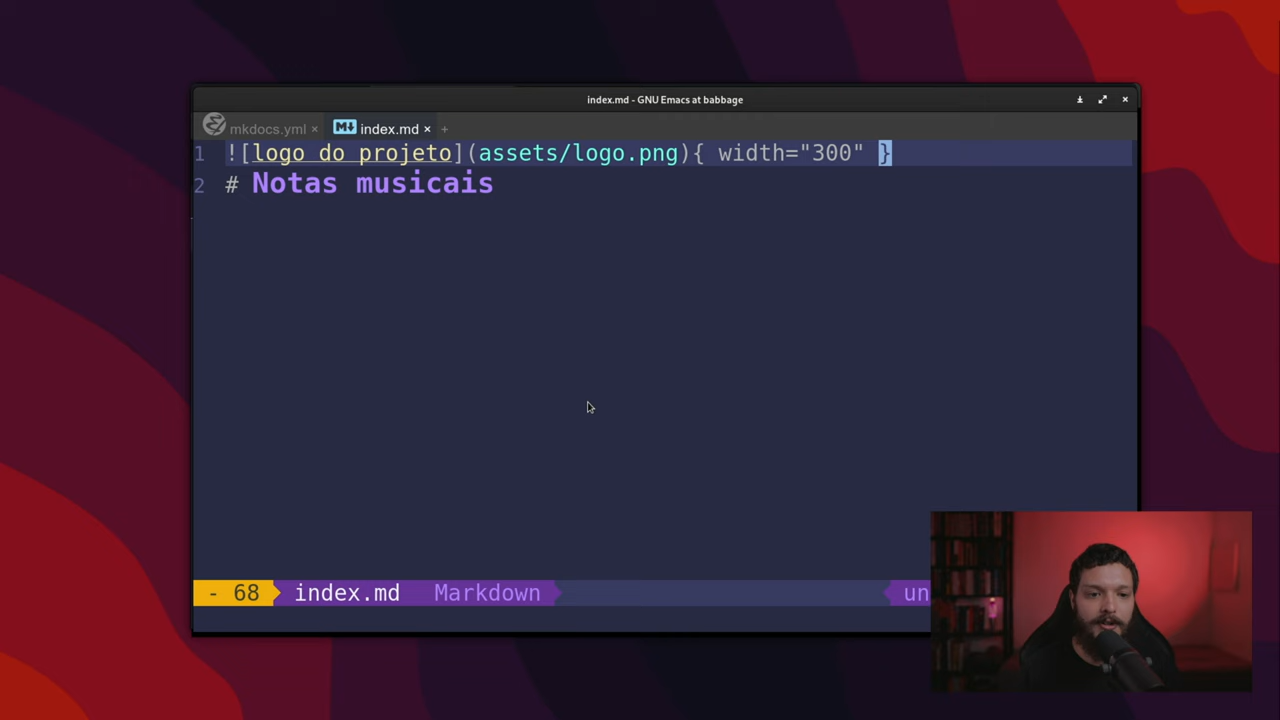 index.md - GNU Emacs at babbage
mkdocs.yml × index.md × +
1 ![logo do projeto](assets/logo.png){ width="300" }
2 # Notas musicais
- 68 index.md Markdown un